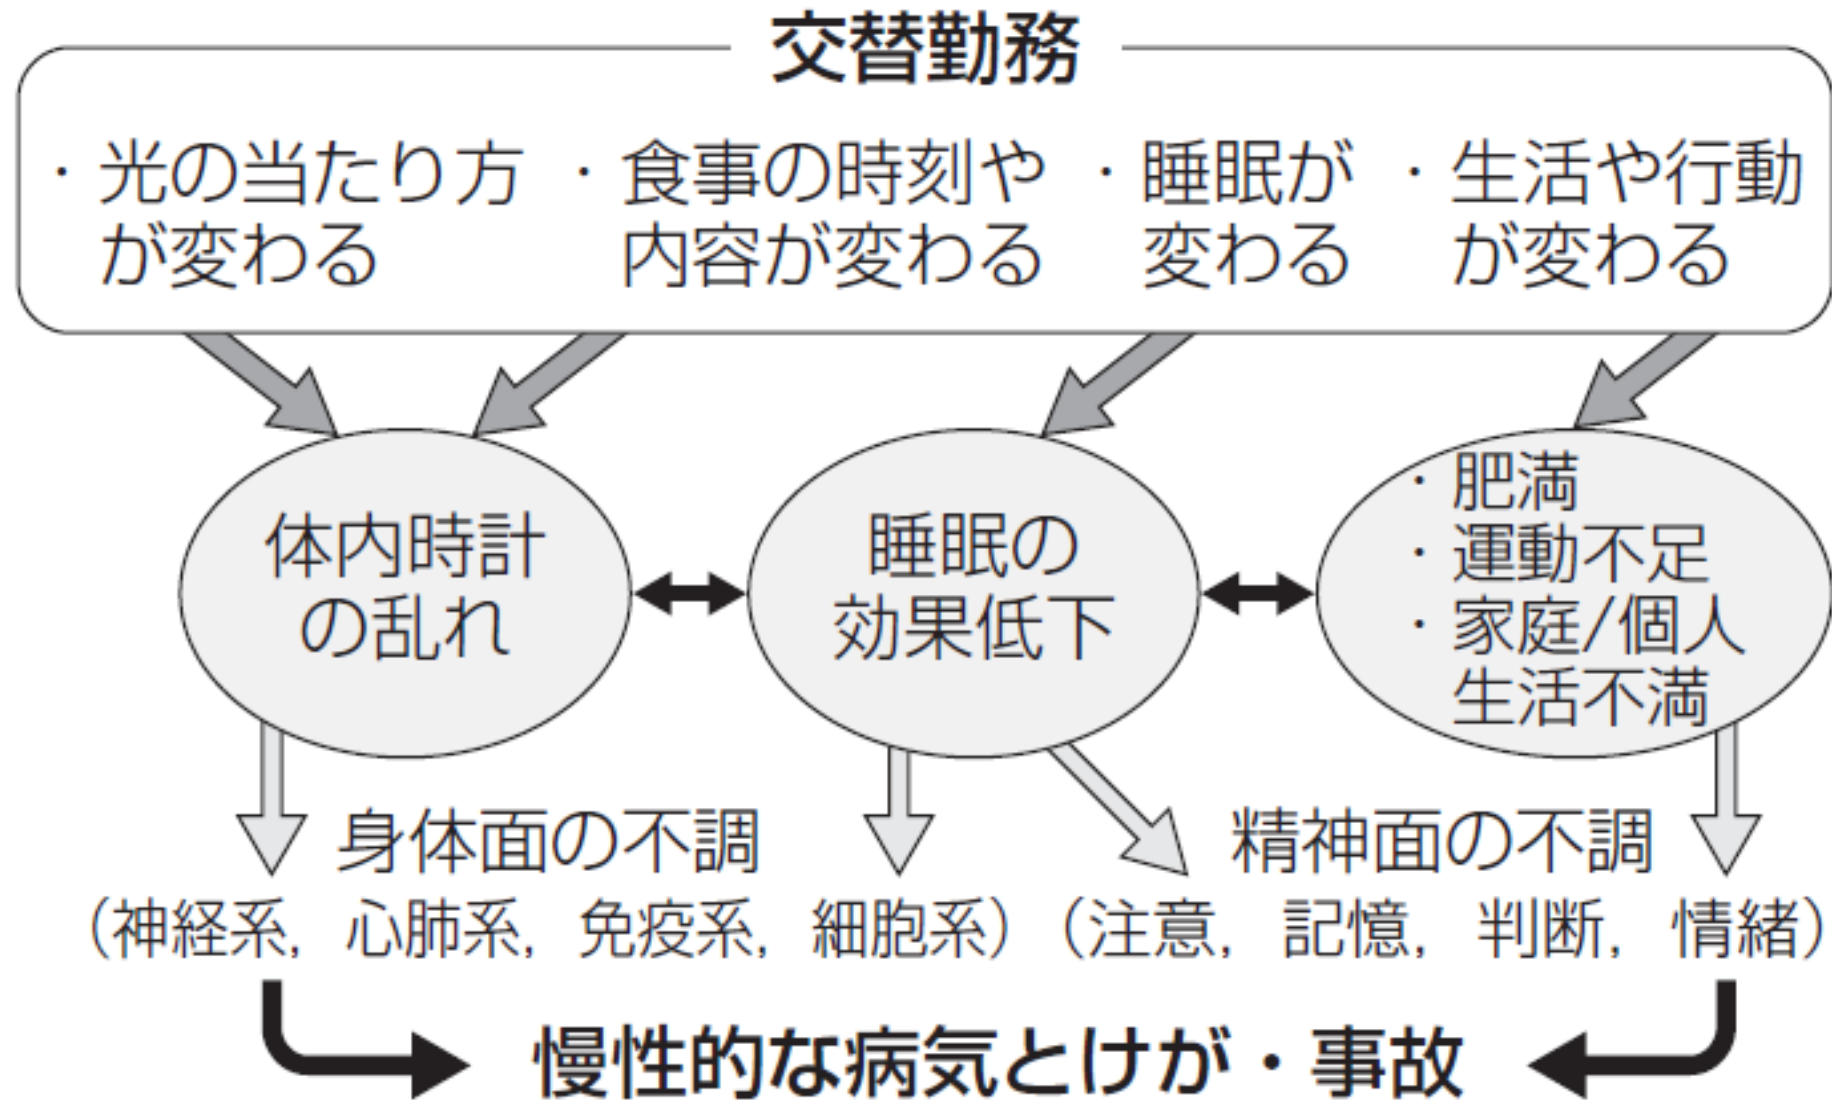 交替勤務
・光の当たり方
が変わる
・食事の時刻や
内容が変わる
・睡眠が
変わる
・生活や行動
が変わる
体内時計
の乱れ
睡眠の
効果低下
・肥満
・運動不足
・家庭/個人
生活不満
身体面の不調
(神経系, 心肺系, 免疫系, 細胞系)
精神面の不調
(注意, 記憶, 判断, 情緒)
慢性的な病気とけが・事故